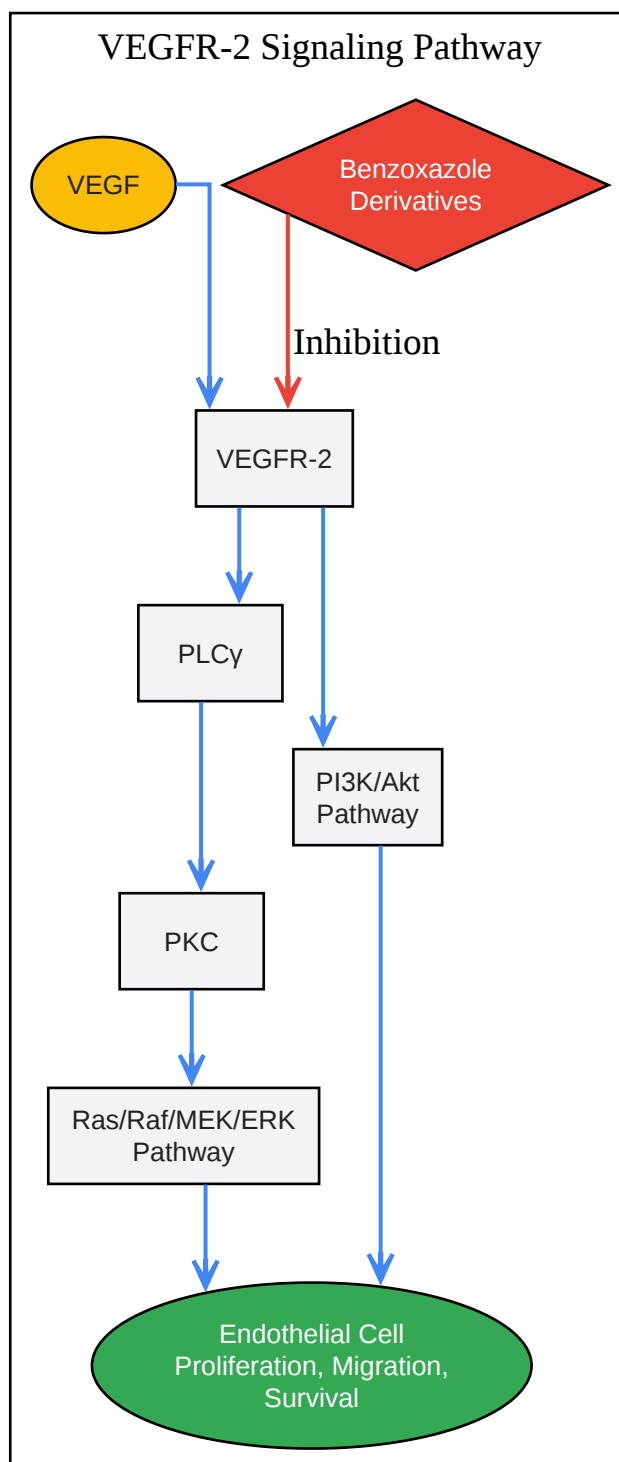 VEGFR-2 Signaling Pathway
VEGF
Benzoxazole
Derivatives
Inhibition
VEGFR-2
PLCγ
PI3K/Akt
Pathway
PKC
Ras/Raf/MEK/ERK
Pathway
Endothelial Cell
Proliferation, Migration,
Survival